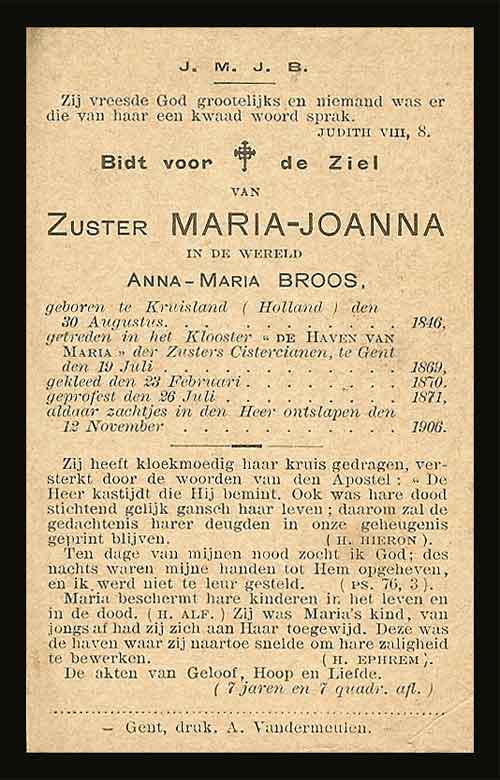 J. M. J. B.
Zij vreesde God grootelijks en niemand was er
die van haar een kwaad woord sprak.
JUDITH VIII, 8.
Bidt voor de Ziel
VAN
ZUSTER MARIA-JOANNA
IN DE WERELD
ANNA-MARIA BROOS,
geboren te Kruisland ( Holland ) den
30 Augustus. . . . . . . . . . . . 1846,
getreden in het Klooster « DE HAVEN VAN
MARIA » der Zusters Cistercianen, te Gent
den 19 Juli . . . . . . . . . . . . 1869,
gekleed den 23 Februari . . . . . . . . 1870.
geprofest den 26 Juli . . . . . . . . . 1871,
aldaar zachtjes in den Heer ontslapen den
12 November . . . . . . . . . . . 1906.
Zij heeft kloekmoedig haar kruis gedragen, ver-
sterkt door de woorden van den Apostel : « De
Heer kastijdt die Hij bemint. Ook was hare dood
stichtend gelijk gansch haar leven ; daarom zal de
gedachtenis harer deugden in onze geheugenis
geprint blijven. ( H. HIERON ).
Ten dage van mijnen nood zocht ik God; des
nachts waren mijne handen tot Hem opgeheven,
en ik werd niet te leur gesteld. ( PS. 76, 3 ).
Maria beschermt hare kinderen in het leven en
in de dood. ( H. ALF. ) Zij was Maria's kind, van
jongs af had zij zich aan Haar toegewijd. Deze was
de haven waar zij naartoe snelde om hare zaligheid
te bewerken. ( H. EPHREM ).
De akten van Geloof, Hoop en Liefde.
( 7 jaren en 7 quadr. afl. )
— Gent, druk. A. Vandermeulen. —